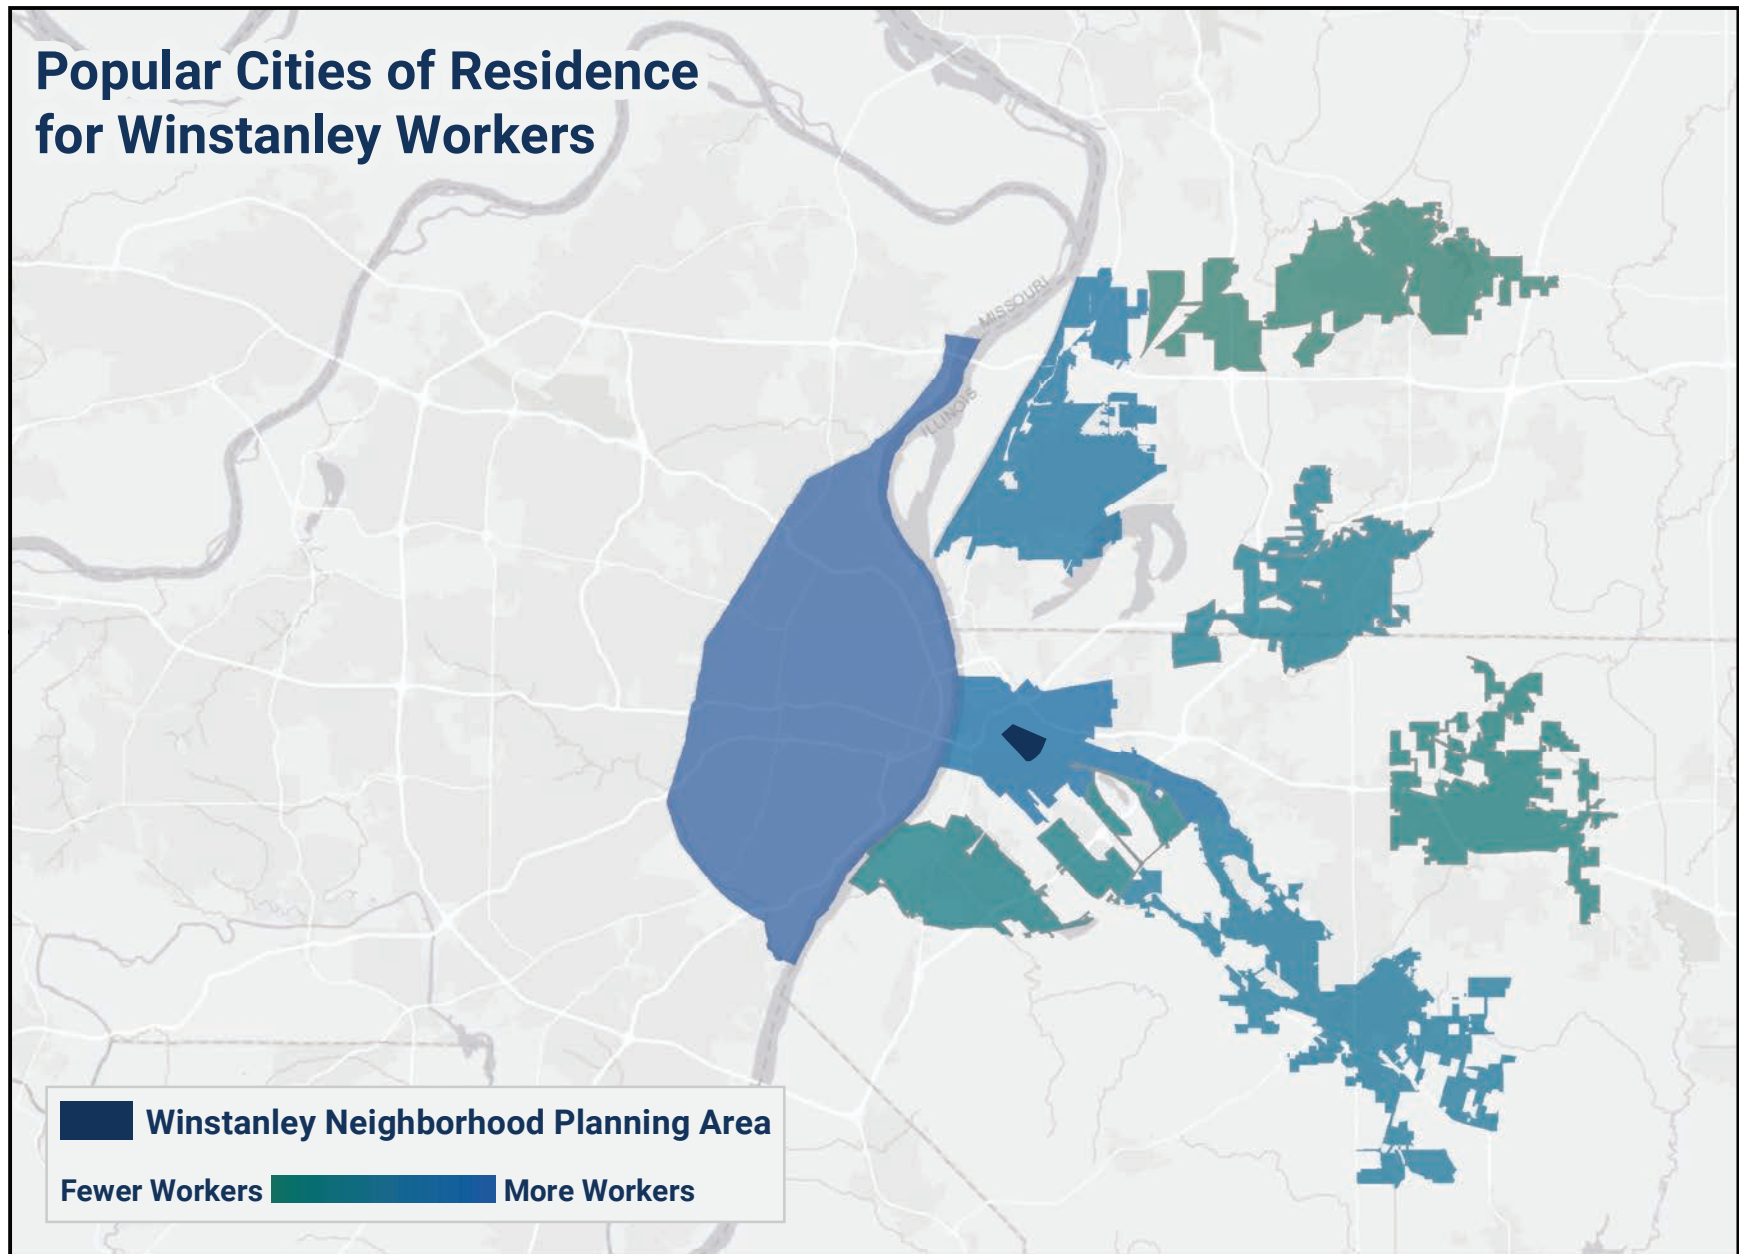 Popular Cities of Residence
for Winstanley Workers
MISSOURI
ILLINOIS
Winstanley Neighborhood Planning Area
Fewer Workers More Workers